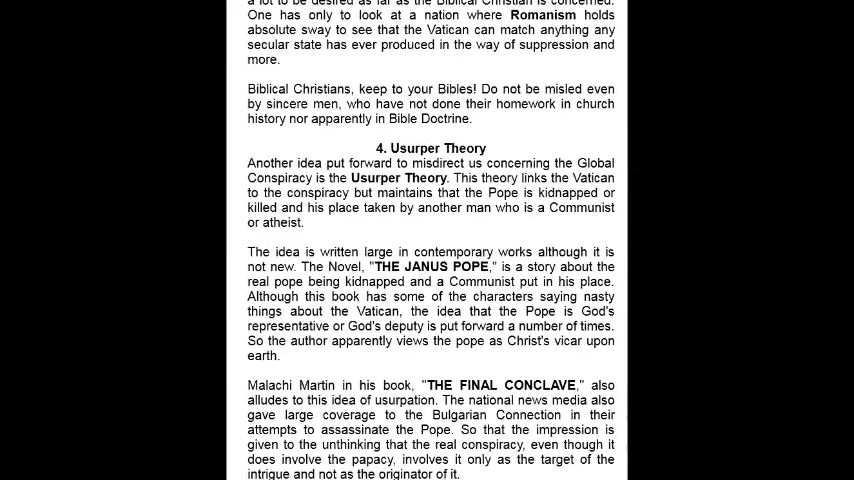 a lot to be desired as far as the Biblical Christian is concerned.
One has only to look at a nation where Romanism holds
absolute sway to see that the Vatican can match anything any
secular state has ever produced in the way of suppression and
more.
Biblical Christians, keep to your Bibles! Do not be misled even
by sincere men, who have not done their homework in church
history nor apparently in Bible Doctrine.
4. Usurper Theory
Another idea put forward to misdirect us concerning the Global
Conspiracy is the Usurper Theory. This theory links the Vatican
to the conspiracy but maintains that the Pope is kidnapped or
killed and his place taken by another man who is a Communist
or atheist.
The idea is written large in contemporary works although it is
not new. The Novel, "THE JANUS POPE," is a story about the
real pope being kidnapped and a Communist put in his place.
Although this book has some of the characters saying nasty
things about the Vatican, the idea that the Pope is God's
representative or God's deputy is put forward a number of times.
So the author apparently views the pope as Christ's vicar upon
earth.
Malachi Martin in his book, "THE FINAL CONCLAVE," also
alludes to this idea of usurpation. The national news media also
gave large coverage to the Bulgarian Connection in their
attempts to assassinate the Pope. So that the impression is
given to the unthinking that the real conspiracy, even though it
does involve the papacy, involves it only as the target of the
intrigue and not as the originator of it.